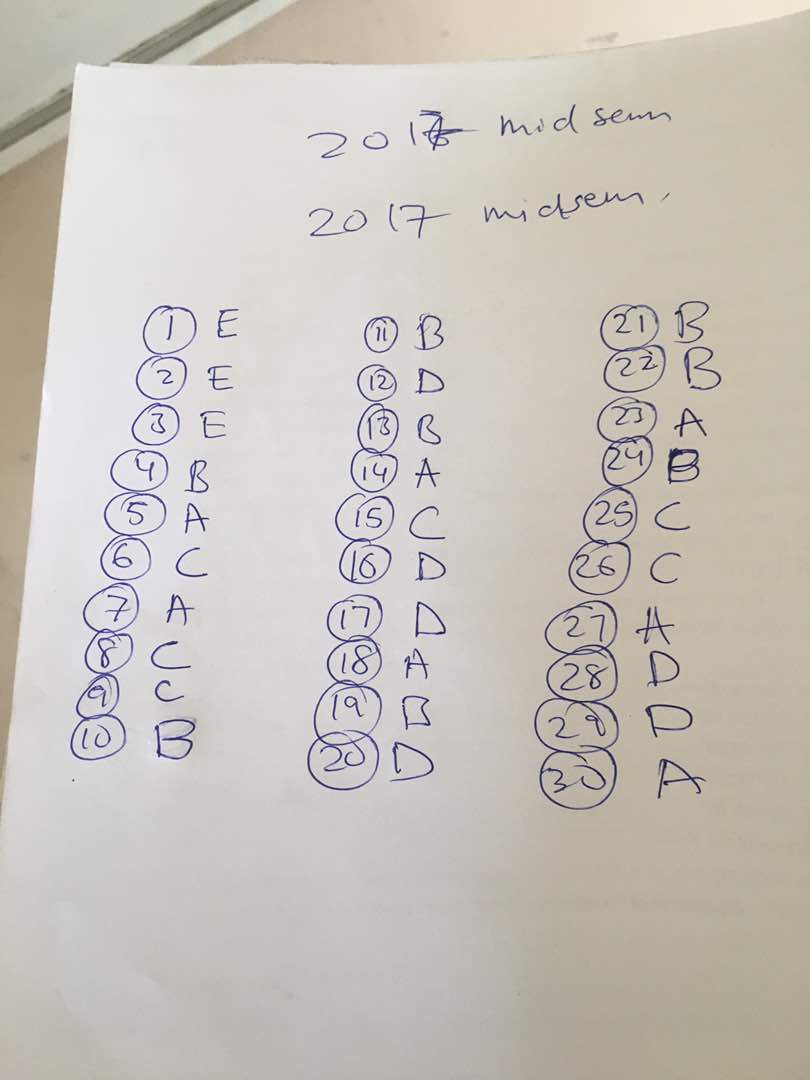 2017 mid sem
2017 midsem.
1 E 11 B 21 B
2 E 12 D 22 B
3 E 13 B 23 A
4 B 14 A 24 B
5 A 15 C 25 C
6 C 16 D 26 C
7 A 17 D 27 A
8 C 18 A 28 D
9 C 19 B 29 D
10 B 20 D 30 A